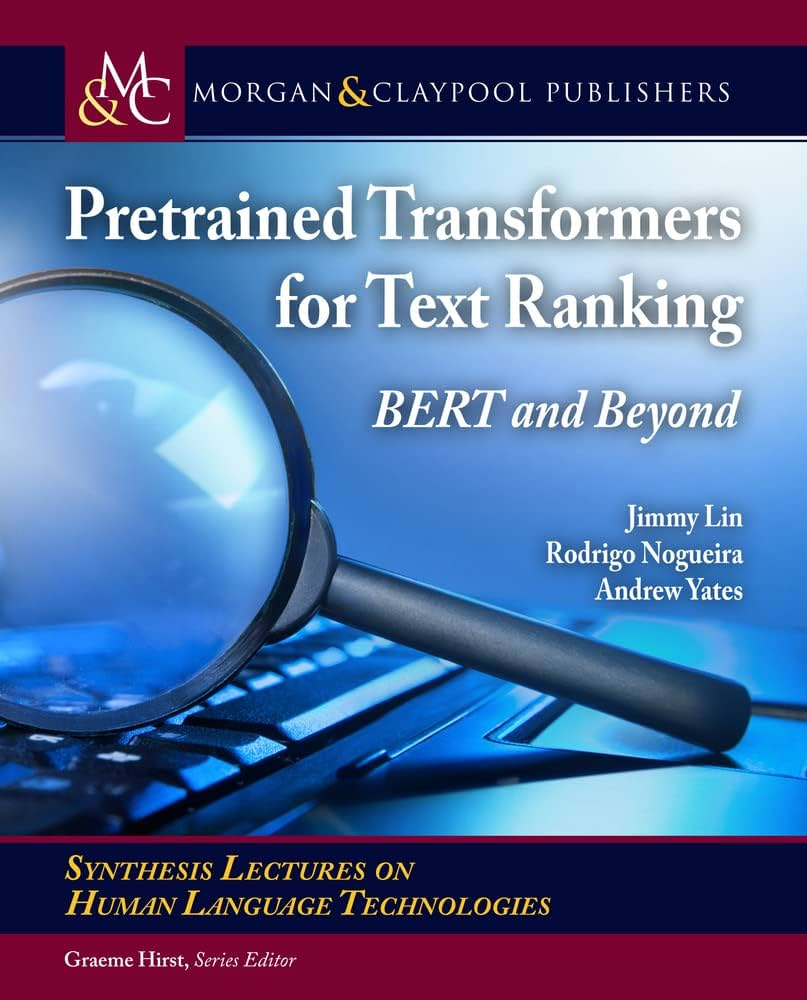 M&C MORGAN&CLAYPOOL PUBLISHERS
Pretrained Transformers
for Text Ranking
BERT and Beyond
Jimmy Lin
Rodrigo Nogueira
Andrew Yates
SYNTHESIS LECTURES ON
HUMAN LANGUAGE TECHNOLOGIES
Graeme Hirst, Series Editor